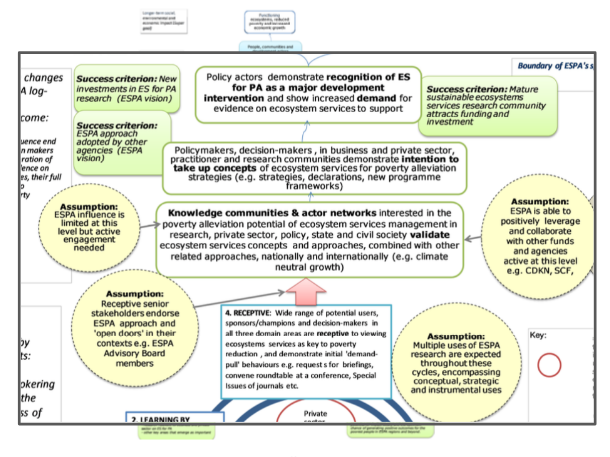 Longer-term social,
environmental and
economic impact (super
goal)
Functioning
ecosystems, reduced
poverty and increased
economic growth
People, communities and
Boundary of ESPA's s
changes
A log-
come:
uence end
n makers
ration of
lence on
es, their full
o
rty
Success criterion: New
investments in ES for PA
research (ESPA vision)
Success criterion:
ESPA approach
adopted by other
agencies (ESPA
vision)
Policy actors demonstrate recognition of ES
for PA as a major development
intervention and show increased demand for
evidence on ecosystem services to support
Success criterion: Mature
sustainable ecosystems
services research community
attracts funding and
investment
Policymakers, decision-makers , in business and private sector,
practitioner and research communities demonstrate intention to
take up concepts of ecosystem services for poverty alleviation
strategies (e.g. strategies, declarations, new programme
frameworks)
Assumption:
ESPA influence is
limited at this
level but active
engagement
needed
Knowledge communities & actor networks interested in the
poverty alleviation potential of ecosystem services management in
research, private sector, policy, state and civil society validate
ecosystem services concepts and approaches, combined with other
related approaches, nationally and internationally (e.g. climate
neutral growth)
Assumption:
ESPA is able to
positively leverage
and collaborate
with other funds
and agencies
active at this level
e.g. CDKN, SCF,
Assumption:
Receptive senior
stakeholders endorse
ESPA approach and
'open doors' in their
contexts e.g. ESPA
Advisory Board
members
4. RECEPTIVE: Wide range of potential users,
sponsors/champions and decision-makers in
all three domain areas are receptive to viewing
ecosystems services as key to poverty
reduction , and demonstrate initial 'demand-
pull' behaviours e.g. requests for briefings,
convene roundtable at a conference, Special
Issues of journals etc.
Assumption:
Multiple uses of ESPA
research are expected
throughout these
cycles, encompassing
conceptual, strategic
and instrumental uses
Key:
by
ts:
okering
the
ss of
2. LEARNING BY
Private
sector